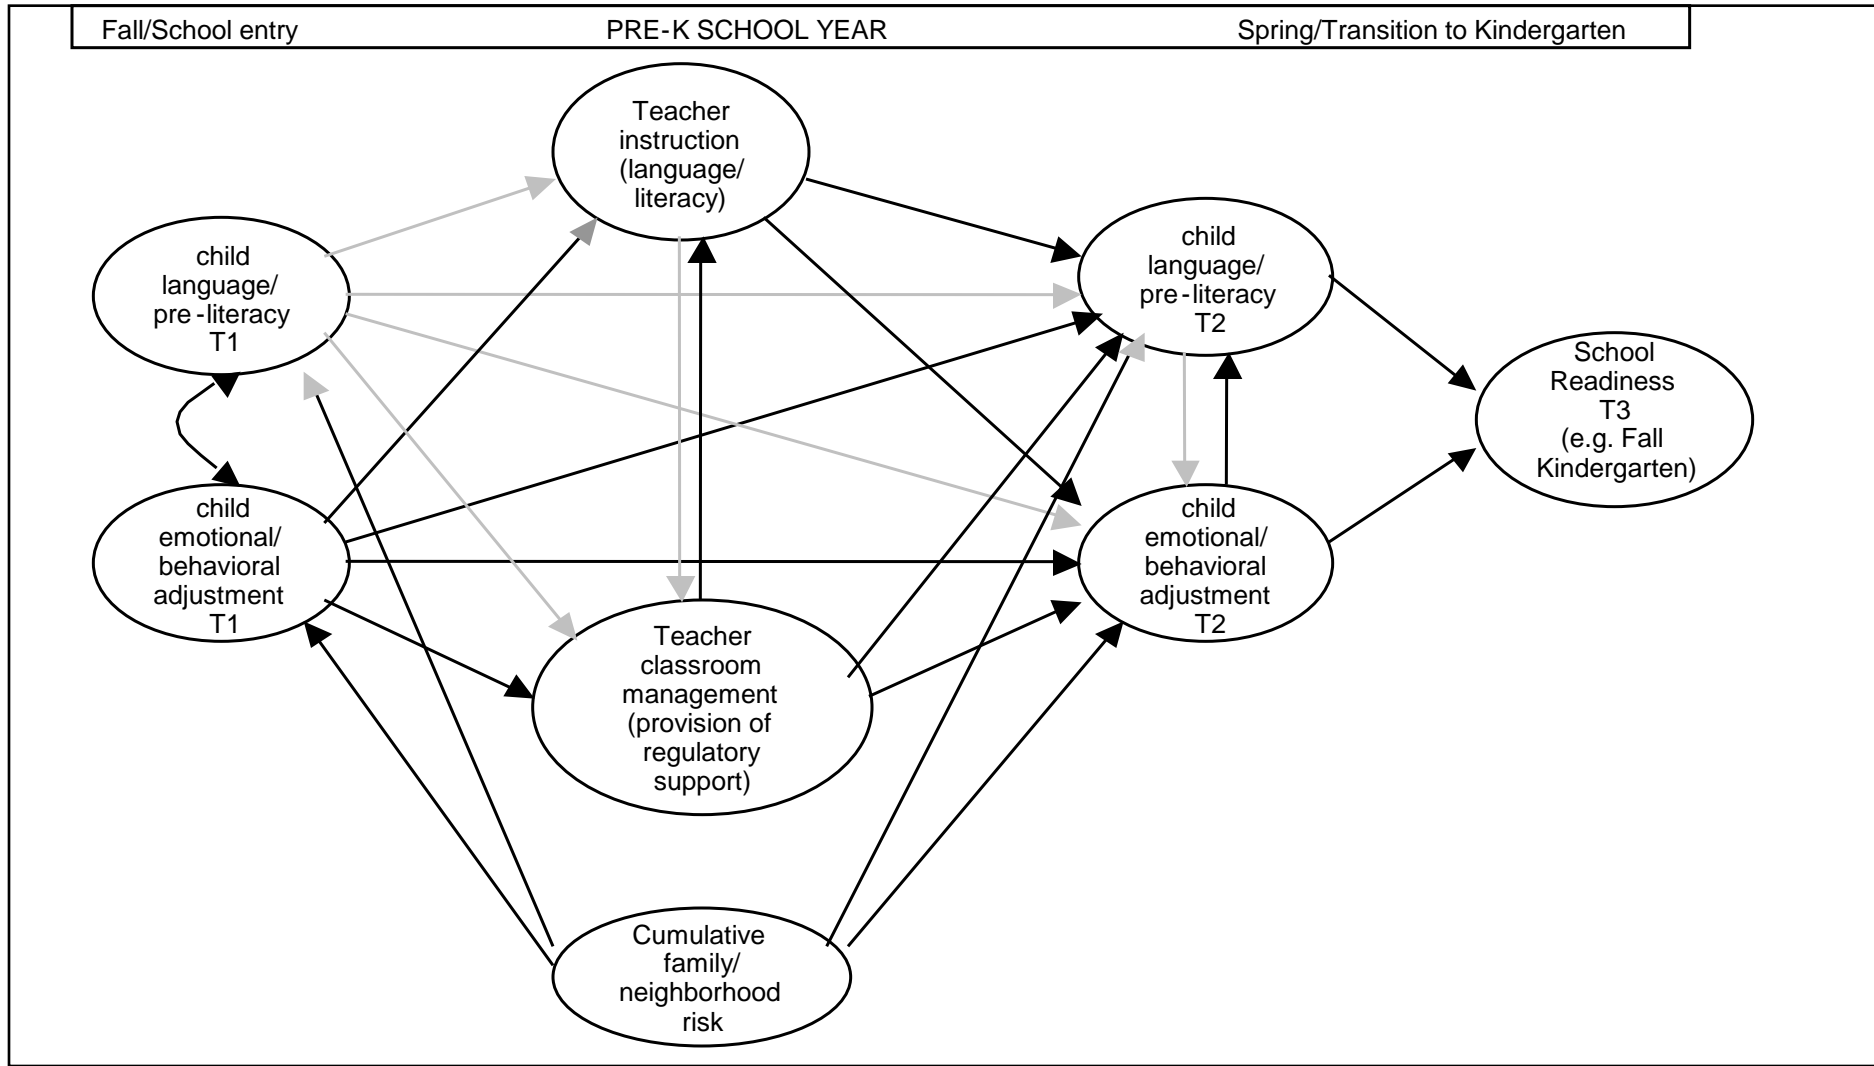 Fall/School entry
PRE-K SCHOOL YEAR
Spring/Transition to Kindergarten
Teacher
instruction
(language/
literacy)
child
language/
pre-literacy
T1
child
language/
pre-literacy
T2
School
Readiness
T3
(e.g. Fall
Kindergarten)
child
emotional/
behavioral
adjustment
T1
child
emotional/
behavioral
adjustment
T2
Teacher
classroom
management
(provision of
regulatory
support)
Cumulative
family/
neighborhood
risk